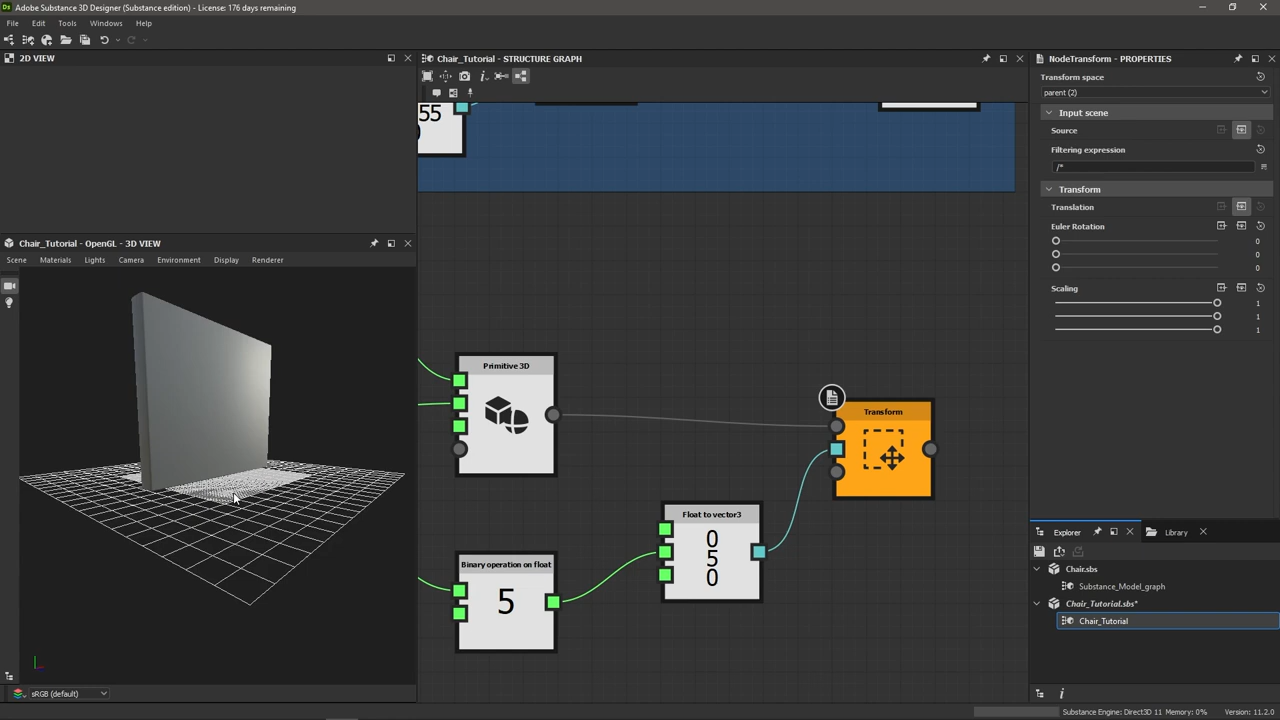 Adobe Substance 3D Designer (Substance edition) - License: 176 days remaining
File Edit Tools Windows Help
2D VIEW
Chair_Tutorial - STRUCTURE GRAPH
NodeTransform - PROPERTIES
Transform space
parent (2)
Input scene
Source
Filtering expression
/*
Transform
Translation
Euler Rotation
0
0
0
Scaling
1
1
1
55
Chair_Tutorial - OpenGL - 3D VIEW
Scene Materials Lights Camera Environment Display Renderer
Primitive 3D
Transform
Float to vector3
0
5
0
Binary operation on float
5
Explorer
Library
Chair.sbs
Substance_Model_graph
Chair_Tutorial.sbs*
Chair_Tutorial
sRGB (default)
Substance Engine: Direct3D 11 Memory: 0% Version: 11.2.0